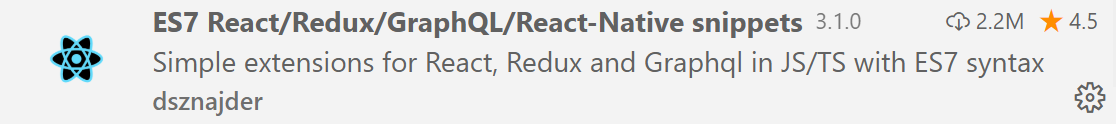 ES7 React/Redux/GraphQL/React-Native snippets 3.1.0 2.2M 4.5
Simple extensions for React, Redux and Graphql in JS/TS with ES7 syntax
dsznajder